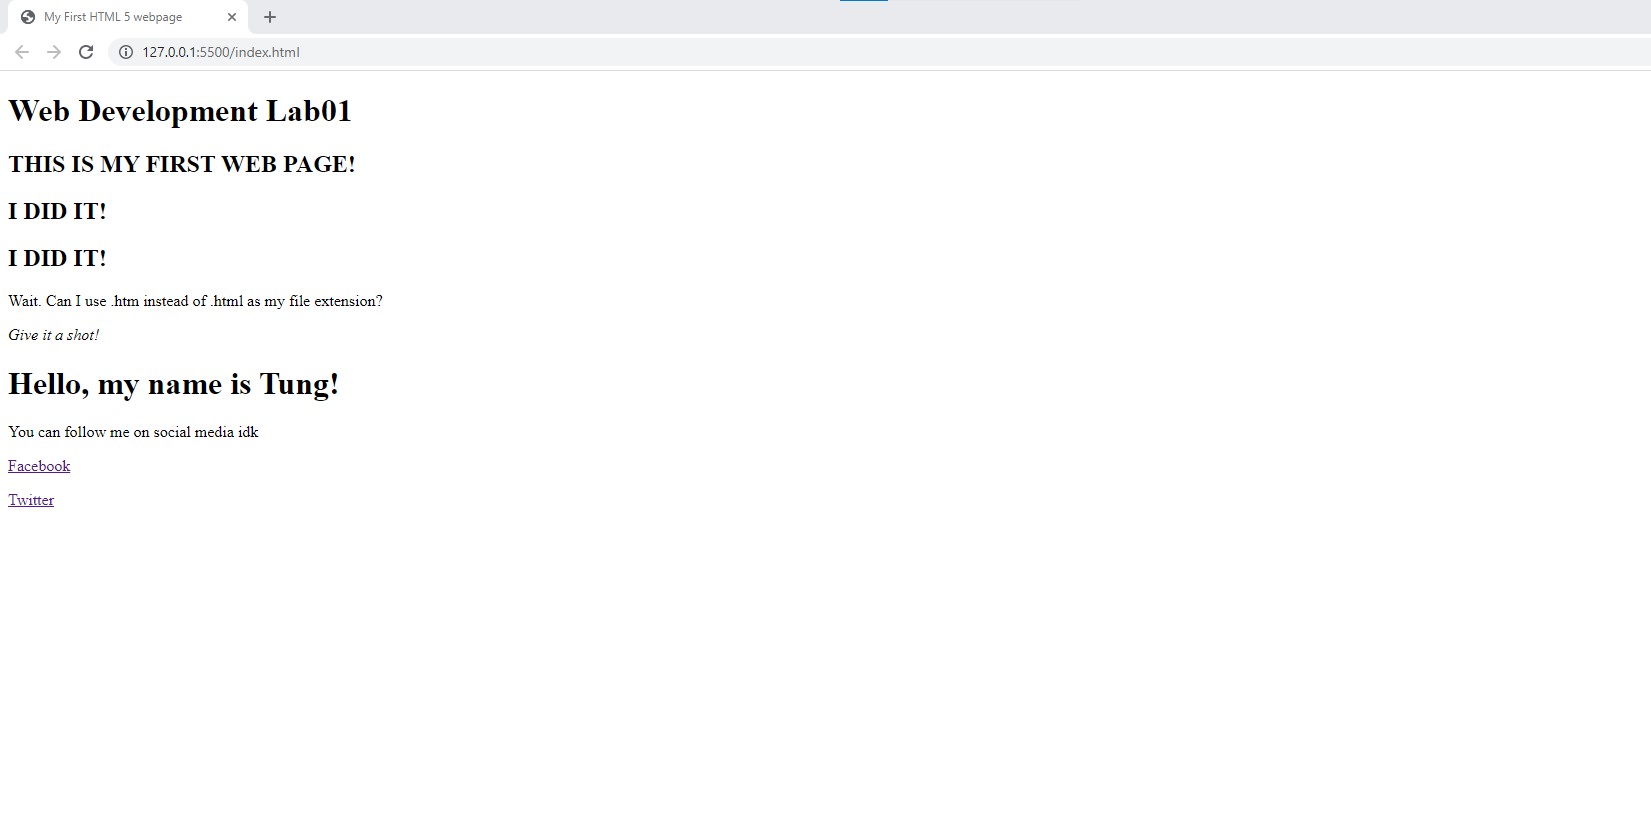 My First HTML 5 webpage
127.0.0.1:5500/index.html
Web Development Lab01
THIS IS MY FIRST WEB PAGE!
I DID IT!
I DID IT!
Wait. Can I use .htm instead of .html as my file extension?
Give it a shot!
Hello, my name is Tung!
You can follow me on social media idk
Facebook
Twitter